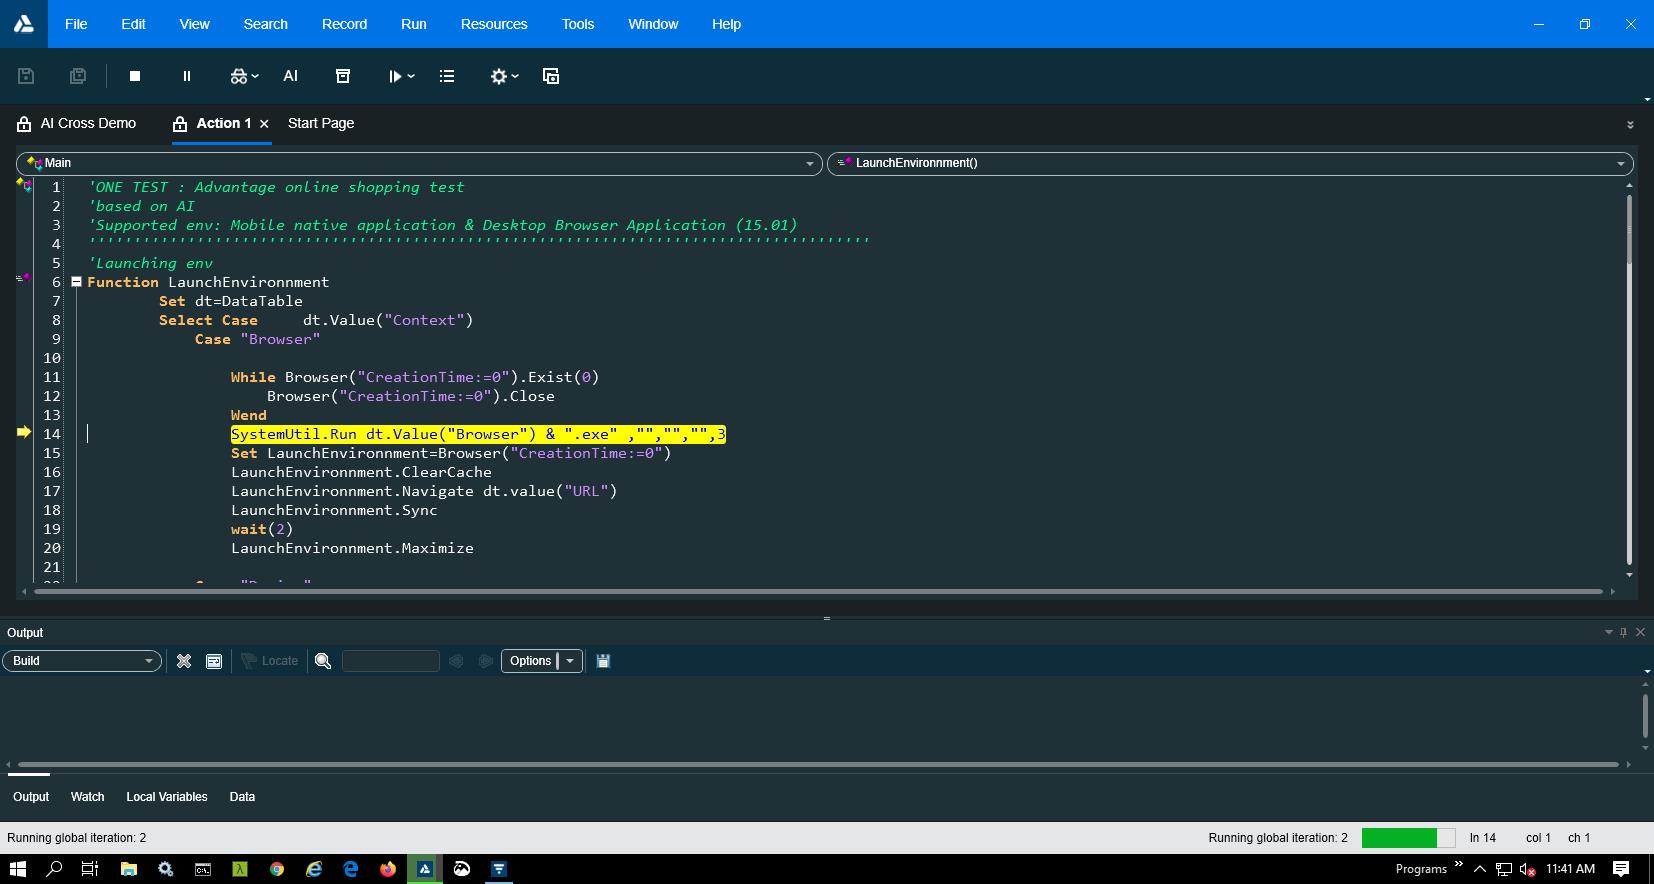 File Edit View Search Record Run Resources Tools Window Help
AI
AI Cross Demo Action 1 Start Page
Main LaunchEnvironnment()
1 'ONE TEST : Advantage online shopping test
2 'based on AI
3 'Supported env: Mobile native application & Desktop Browser Application (15.01)
4 '''''''''''''''''''''''''''''''''''''''''''''''''''''''''''''''''''''''''''''''''''''''
5 'Launching env
6 Function LaunchEnvironnment
7 Set dt=DataTable
8 Select Case dt.Value("Context")
9 Case "Browser"
10
11 While Browser("CreationTime:=0").Exist(0)
12 Browser("CreationTime:=0").Close
13 Wend
14 SystemUtil.Run dt.Value("Browser") & ".exe" ,"","","",3
15 Set LaunchEnvironnment=Browser("CreationTime:=0")
16 LaunchEnvironnment.ClearCache
17 LaunchEnvironnment.Navigate dt.value("URL")
18 LaunchEnvironnment.Sync
19 wait(2)
20 LaunchEnvironnment.Maximize
21
Output
Build Locate Options
Output Watch Local Variables Data
Running global iteration: 2 Running global iteration: 2 ln 14 col 1 ch 1
Programs 11:41 AM